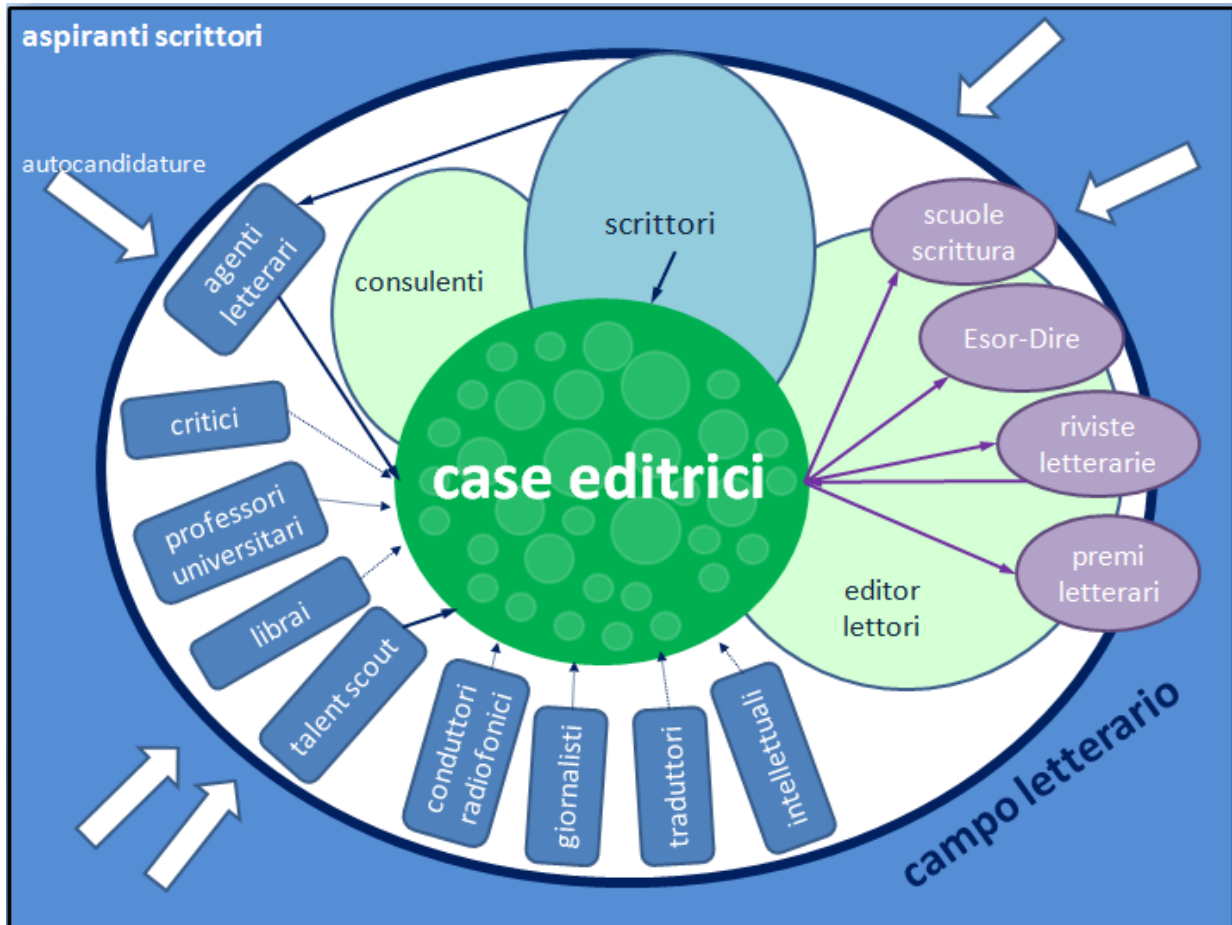 aspiranti scrittori
autocandidature
agenti
letterari
consulenti
scrittori
scuole
scrittura
Esor-Dire
riviste
letterarie
premi
letterari
critici
professori
universitari
librai
talent scout
case editrici
conduttori
radiofonici
giornalisti
traduttori
intellettuali
editor
lettori
campo letterario